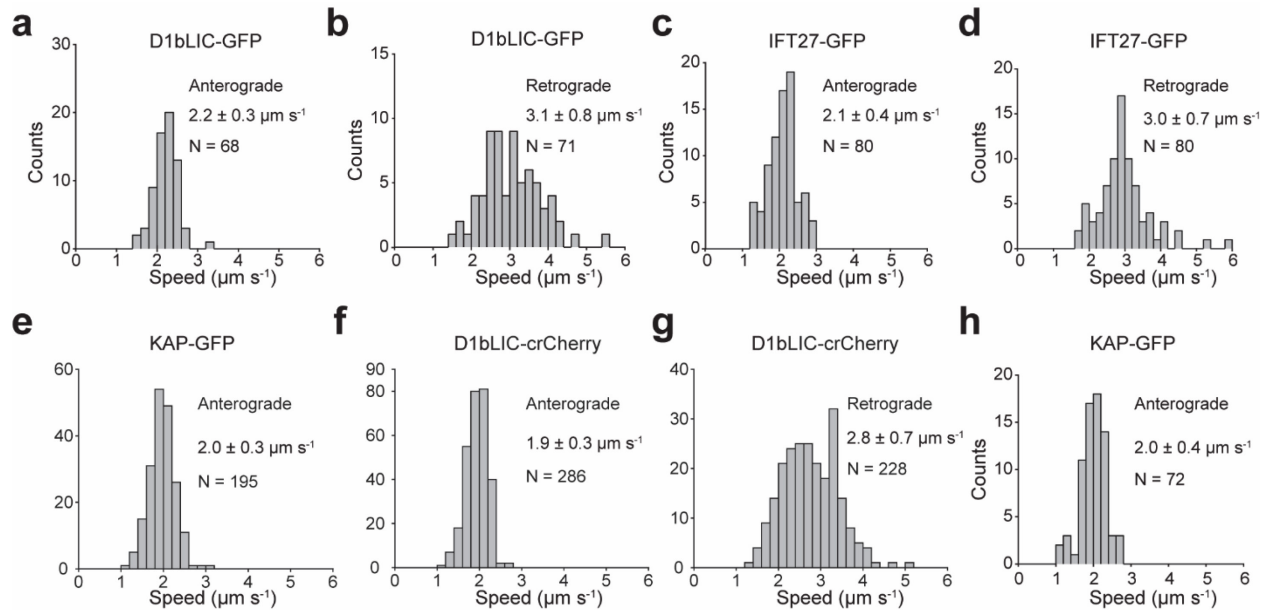 a
D1bLIC-GFP
Counts
30
20
10
0
Anterograde
2.2 ± 0.3 µm s⁻¹
N = 68
0 1 2 3 4 5 6
Speed (µm s⁻¹)
b
D1bLIC-GFP
15
10
5
0
Retrograde
3.1 ± 0.8 µm s⁻¹
N = 71
0 1 2 3 4 5 6
Speed (µm s⁻¹)
c
IFT27-GFP
Counts
20
15
10
5
0
Anterograde
2.1 ± 0.4 µm s⁻¹
N = 80
0 1 2 3 4 5 6
Speed (µm s⁻¹)
d
IFT27-GFP
Counts
20
15
10
5
0
Retrograde
3.0 ± 0.7 µm s⁻¹
N = 80
0 1 2 3 4 5 6
Speed (µm s⁻¹)
e
KAP-GFP
60
40
20
0
Anterograde
2.0 ± 0.3 µm s⁻¹
N = 195
0 1 2 3 4 5 6
Speed (µm s⁻¹)
f
D1bLIC-crCherry
90
80
60
40
20
0
Anterograde
1.9 ± 0.3 µm s⁻¹
N = 286
0 1 2 3 4 5 6
Speed (µm s⁻¹)
g
D1bLIC-crCherry
40
30
20
10
0
Retrograde
2.8 ± 0.7 µm s⁻¹
N = 228
0 1 2 3 4 5 6
Speed (µm s⁻¹)
h
KAP-GFP
Counts
20
15
10
5
0
Anterograde
2.0 ± 0.4 µm s⁻¹
N = 72
0 1 2 3 4 5 6
Speed (µm s⁻¹)